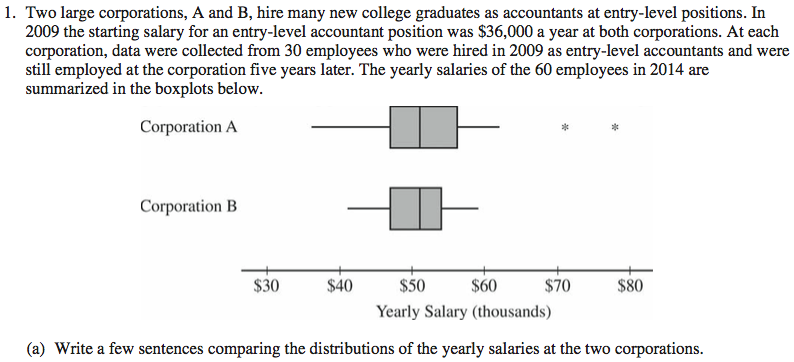 1. Two large corporations, A and B, hire many new college graduates as accountants at entry-level positions. In
2009 the starting salary for an entry-level accountant position was $36,000 a year at both corporations. At each
corporation, data were collected from 30 employees who were hired in 2009 as entry-level accountants and were
still employed at the corporation five years later. The yearly salaries of the 60 employees in 2014 are
summarized in the boxplots below.
Corporation A
* *
Corporation B
$30 $40 $50 $60 $70 $80
Yearly Salary (thousands)
(a) Write a few sentences comparing the distributions of the yearly salaries at the two corporations.